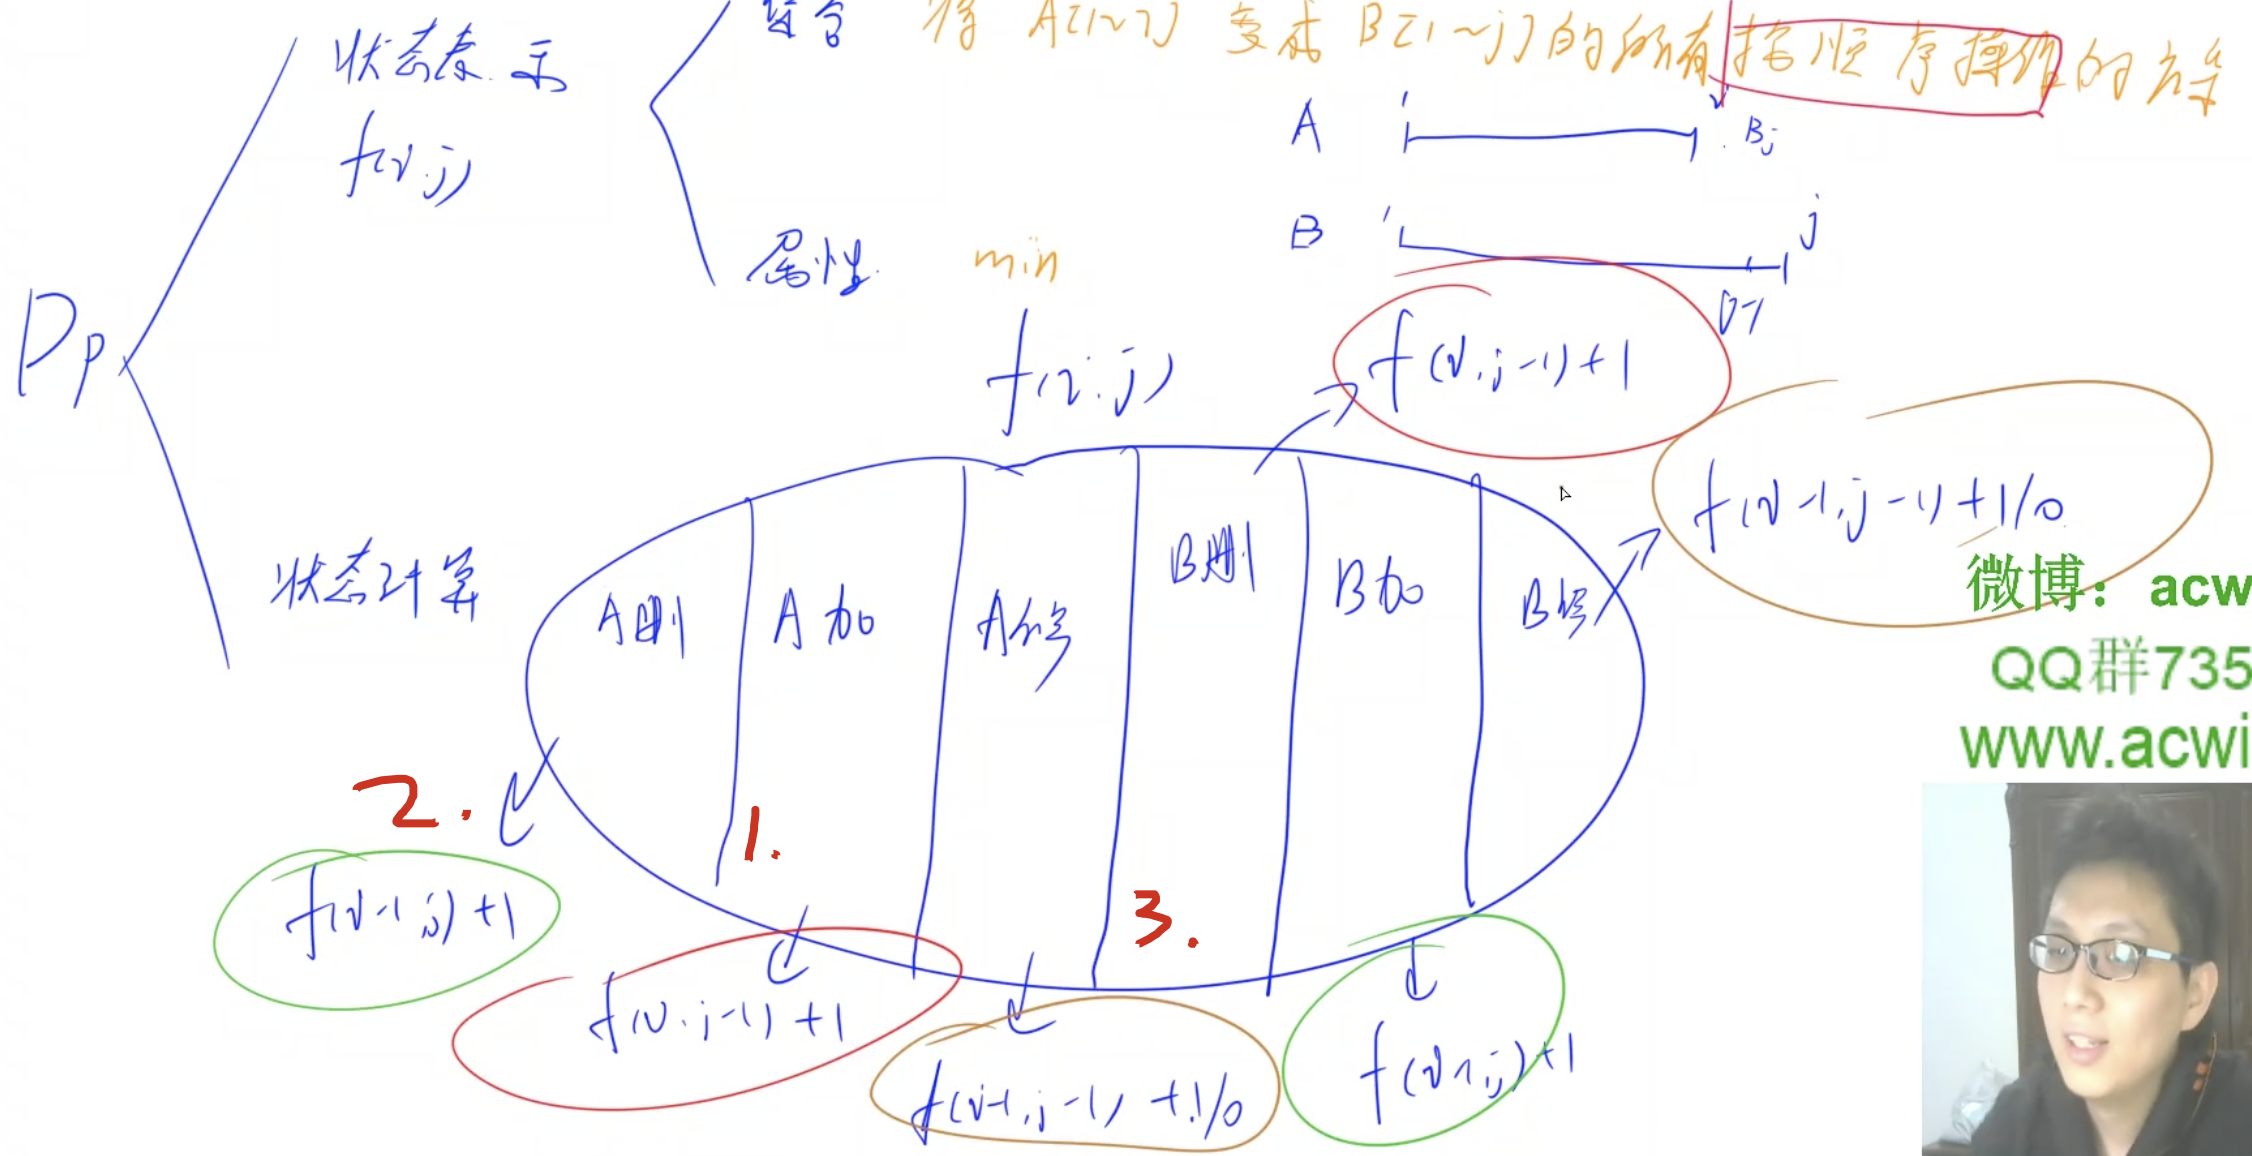 集合 将 A[1~i] 变成 B[1~j] 的所有按顺序操作的方案
状态表示
f(i,j)
A i Bj
B 1 j
j-1
属性 min
DP
f(i,j)
f(i,j-1)+1
f(i-1,j-1)+1/0
状态计算
A删 A加 A修 B删 B加 B修
微博：acw
QQ群735
www.acwi
2. 1. 3.
f(i-1,j)+1
f(i,j-1)+1
f(i-1,j-1)+1/0
f(i-1,j)+1